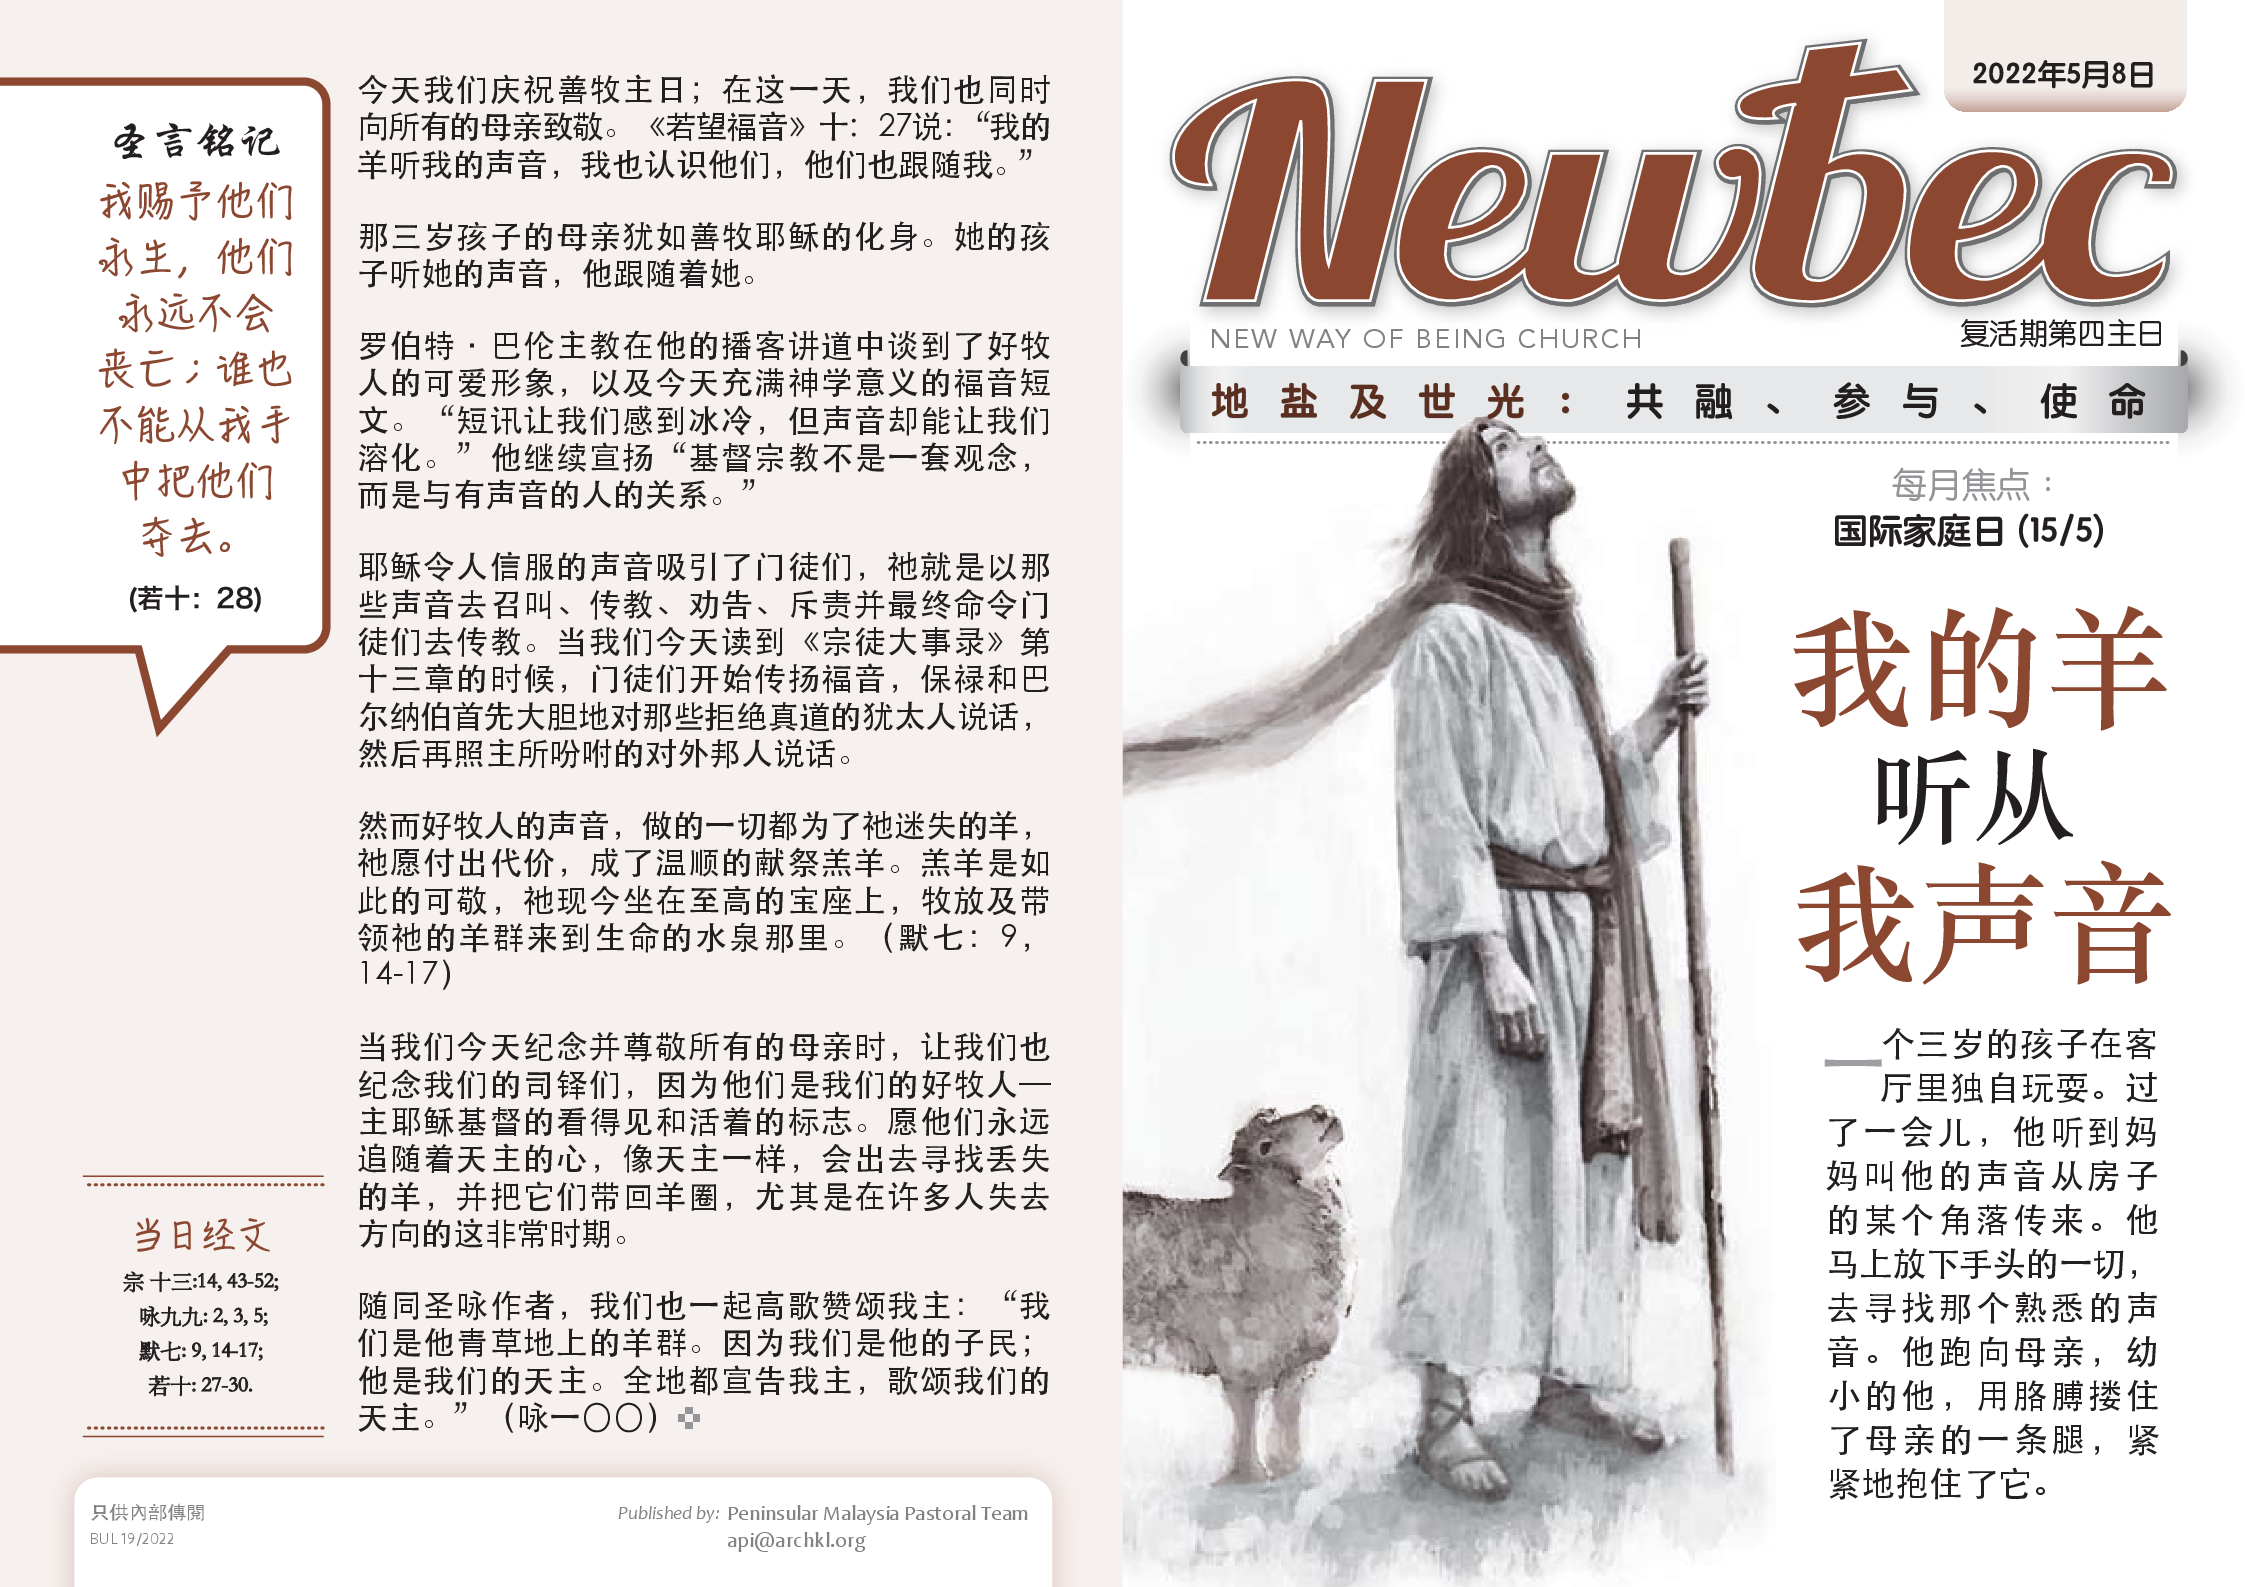 2022年5月8日
Newbec
NEW WAY OF BEING CHURCH
复活期第四主日
地盐及世光：共融、参与、使命
每月焦点：
国际家庭日 (15/5)
我的羊
听从
我声音
一个三岁的孩子在客
厅里独自玩耍。过
了一会儿，他听到妈
妈叫他的声音从房子
的某个角落传来。他
马上放下手头的一切，
去寻找那个熟悉的声
音。他跑向母亲，幼
小的他，用胳膊搂住
了母亲的一条腿，紧
紧地抱住了它。
今天我们庆祝善牧主日；在这一天，我们也同时
向所有的母亲致敬。《若望福音》十：27说：“我的
羊听我的声音，我也认识他们，他们也跟随我。”
那三岁孩子的母亲犹如善牧耶稣的化身。她的孩
子听她的声音，他跟随着她。
罗伯特·巴伦主教在他的播客讲道中谈到了好牧
人的可爱形象，以及今天充满神学意义的福音短
文。“短讯让我们感到冰冷，但声音却能让我们
溶化。”他继续宣扬“基督宗教不是一套观念，
而是与有声音的人的关系。”
耶稣令人信服的声音吸引了门徒们，祂就是以那
些声音去召叫、传教、劝告、斥责并最终命令门
徒们去传教。当我们今天读到《宗徒大事录》第
十三章的时候，门徒们开始传扬福音，保禄和巴
尔纳伯首先大胆地对那些拒绝真道的犹太人说话，
然后再照主所吩咐的对外邦人说话。
然而好牧人的声音，做的一切都为了祂迷失的羊，
祂愿付出代价，成了温顺的献祭羔羊。羔羊是如
此的可敬，祂现今坐在至高的宝座上，牧放及带
领祂的羊群来到生命的水泉那里。（默七：9，
14-17)
当我们今天纪念并尊敬所有的母亲时，让我们也
纪念我们的司铎们，因为他们是我们的好牧人—
主耶稣基督的看得见和活着的标志。愿他们永远
追随着天主的心，像天主一样，会出去寻找丢失
的羊，并把它们带回羊圈，尤其是在许多人失去
方向的这非常时期。
随同圣咏作者，我们也一起高歌赞颂我主：“我
们是他青草地上的羊群。因为我们是他的子民；
他是我们的天主。全地都宣告我主，歌颂我们的
天主。”（咏一〇〇）
圣言铭记
我赐予他们
永生，他们
永远不会
丧亡；谁也
不能从我手
中把他们
夺去。
(若十：28)
当日经文
宗 十三:14, 43-52;
咏九九: 2, 3, 5;
默七: 9, 14-17;
若十: 27-30.
只供內部傳閱
BUL 19/2022
Published by: Peninsular Malaysia Pastoral Team
api@archkl.org